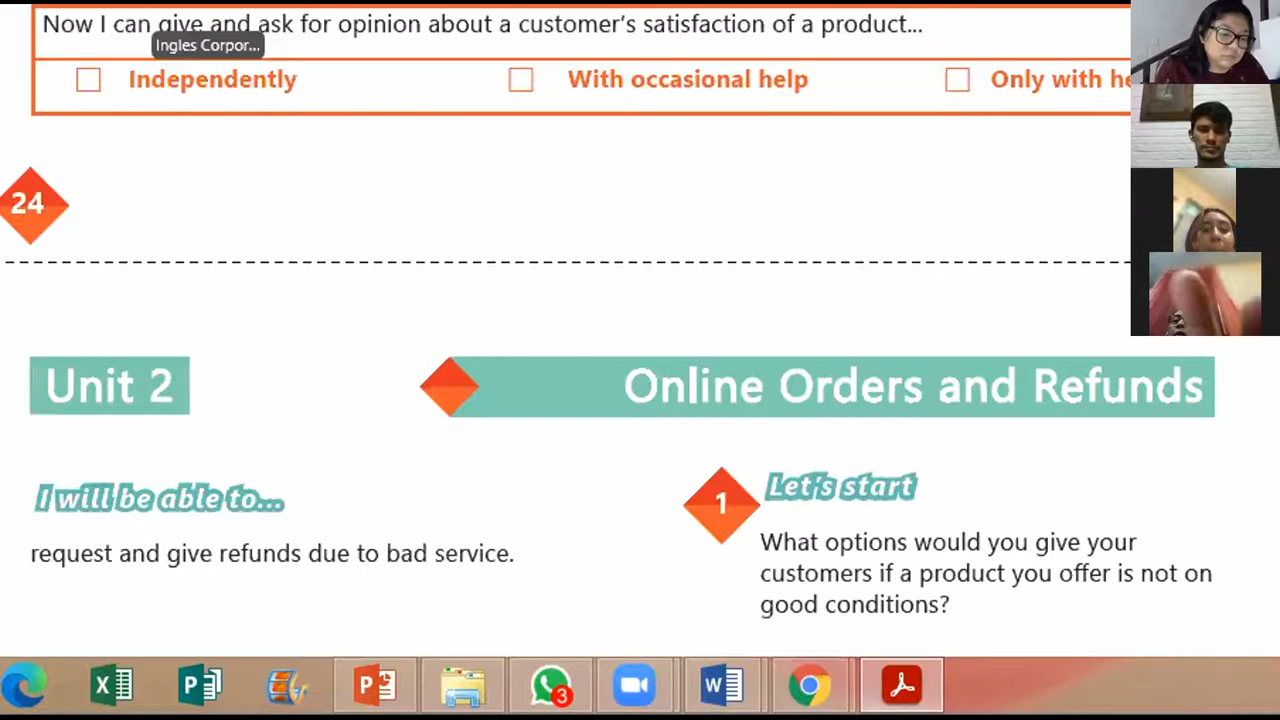 Now I can give and ask for opinion about a customer's satisfaction of a product...
Ingles Corpor...
Independently
With occasional help
Only with he
24
Unit 2
Online Orders and Refunds
I will be able to...
1
Let's start
request and give refunds due to bad service.
What options would you give your
customers if a product you offer is not on
good conditions?
X
P
P
3
W